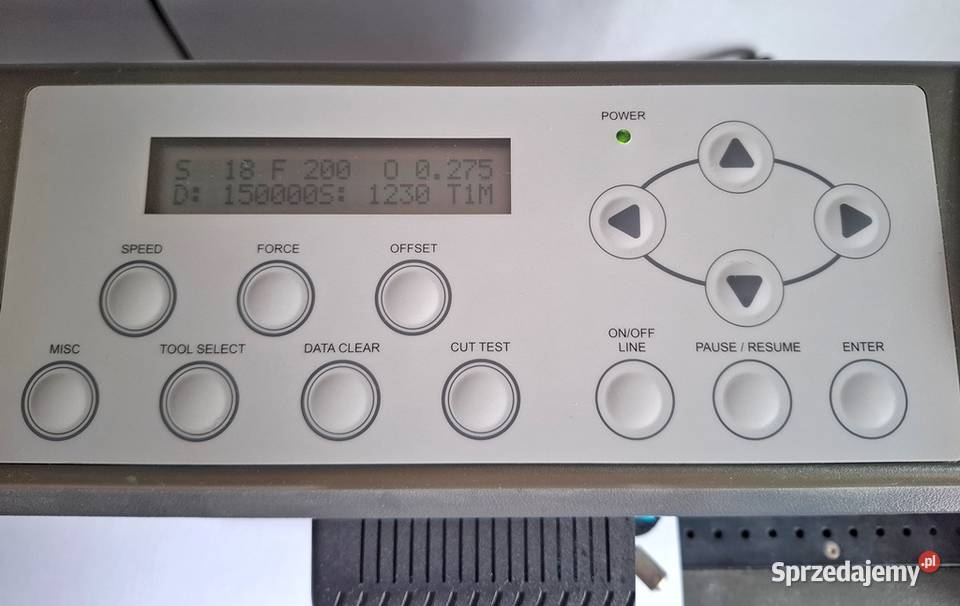 POWER
S 18 F 200 O 0.275
D: 150000S: 1230 T1M
SPEED FORCE OFFSET
ON/OFF
LINE
MISC TOOL SELECT DATA CLEAR CUT TEST PAUSE / RESUME ENTER
Sprzedajemy.pl